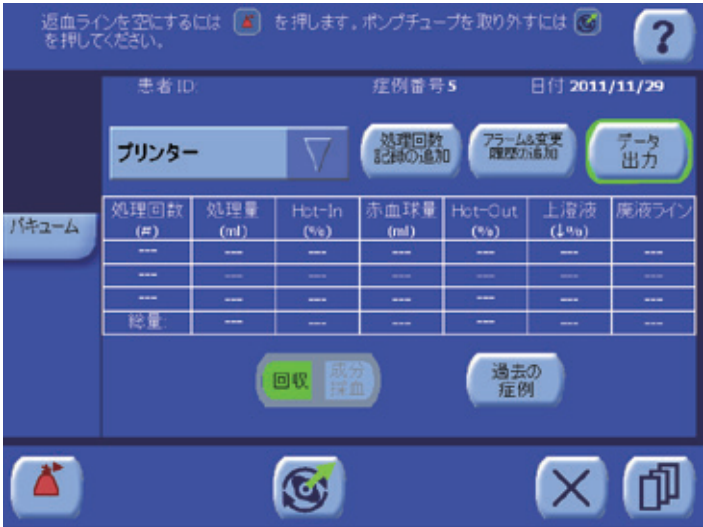 返血ラインを空にするには を押します。ポンプチューブを取り外すには
を押してください。
?
患者 ID: 症例番号 5 日付 2011/11/29
プリンター
処理回数
記録の追加
アラーム&変更
履歴の追加
データ
出力
バキューム
処理回数 処理量 Hct-In 赤血球量 Hct-Out 上澄液 廃液ライン
(#) (ml) (%) (ml) (%) (↓%)
--- --- --- --- --- --- ---
--- --- --- --- --- --- ---
--- --- --- --- --- --- ---
総量: --- --- --- --- --- ---
回収
成分
採血
過去の
症例